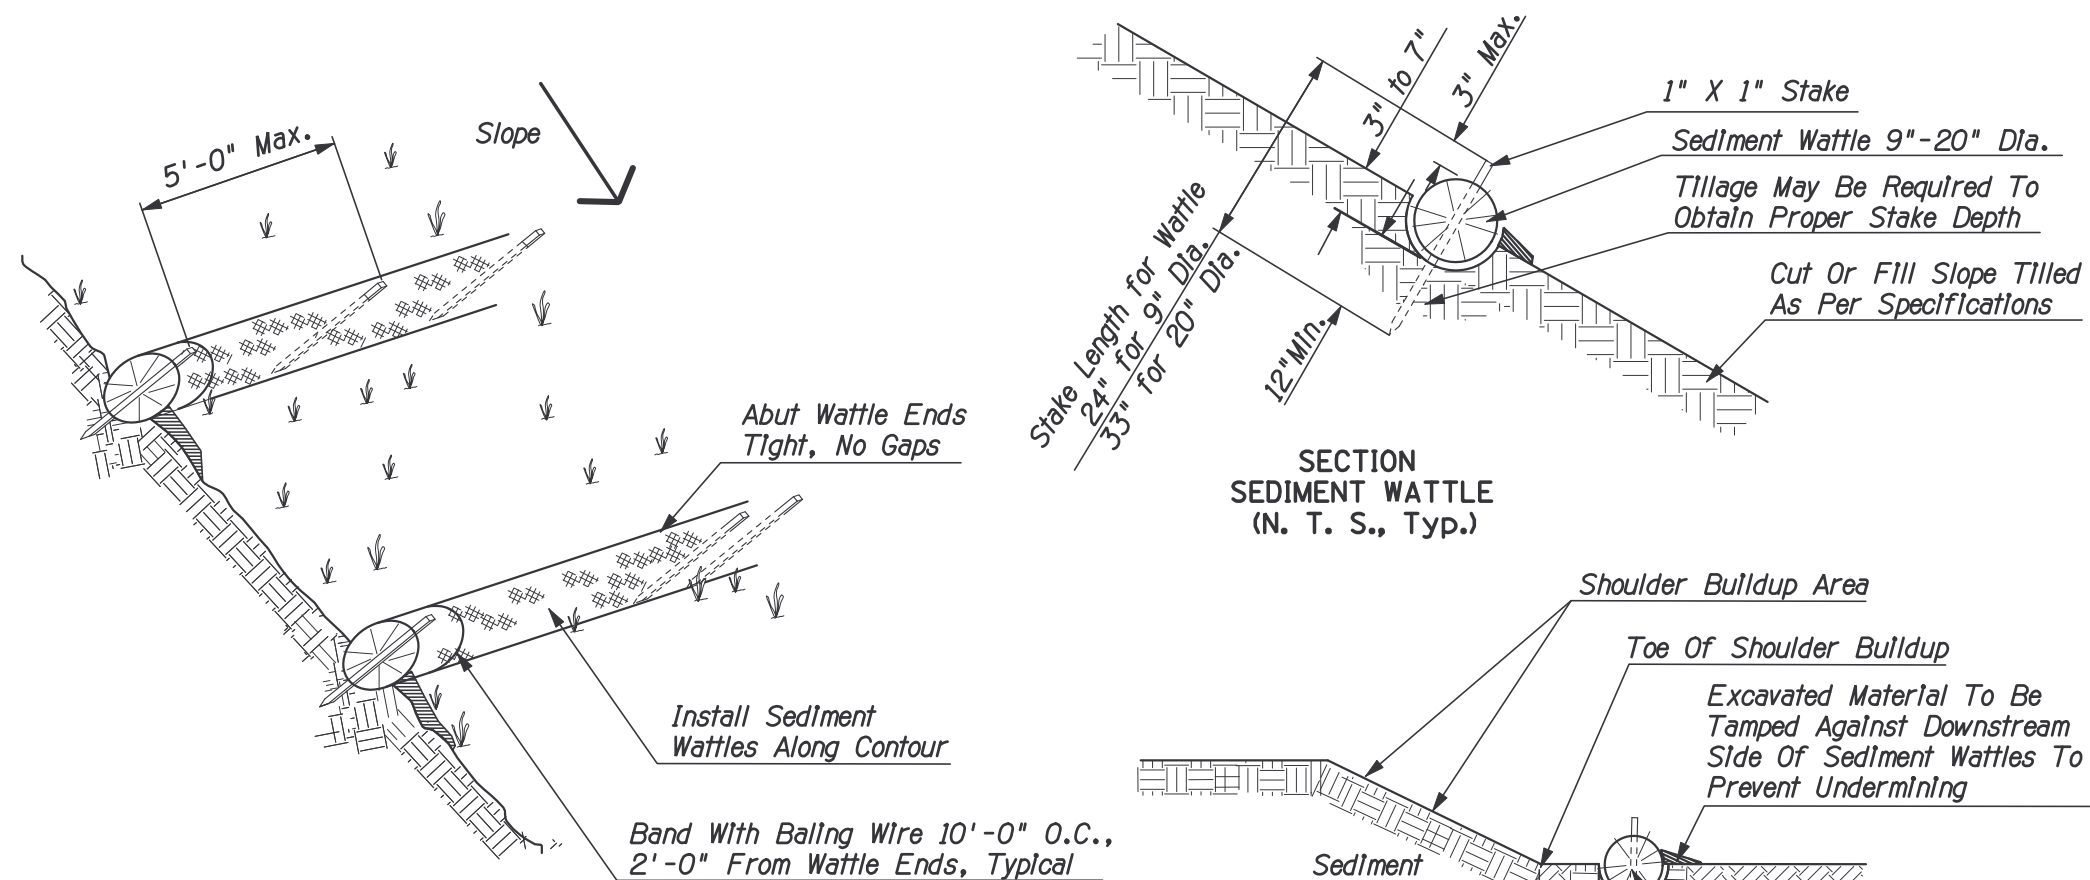 5'-0" Max.
Slope
Abut Wattle Ends
Tight, No Gaps
Install Sediment
Wattles Along Contour
Band With Baling Wire 10'-0" O.C.,
2'-0" From Wattle Ends, Typical
3" to 7"
3" Max.
1" X 1" Stake
Sediment Wattle 9"-20" Dia.
Tillage May Be Required To
Obtain Proper Stake Depth
Cut Or Fill Slope Tilled
As Per Specifications
Stake Length for Wattle
24" for 9" Dia.
33" for 20" Dia.
12"Min.
SECTION
SEDIMENT WATTLE
(N. T. S., Typ.)
Shoulder Buildup Area
Toe Of Shoulder Buildup
Excavated Material To Be
Tamped Against Downstream
Side Of Sediment Wattles To
Prevent Undermining
Sediment